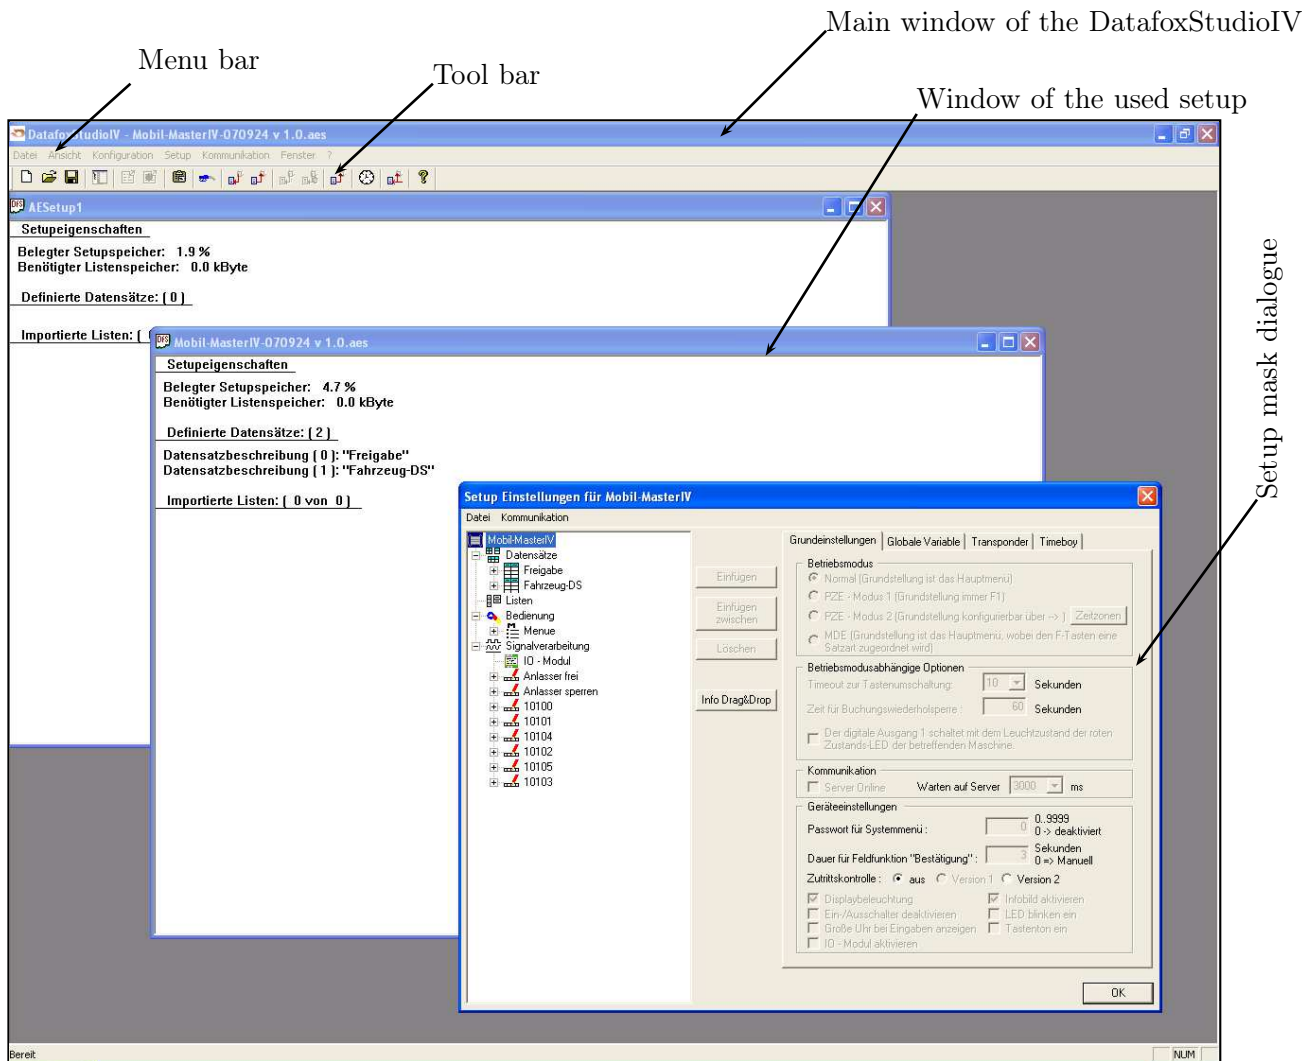 Main window of the DatafoxStudioIV
Menu bar
Tool bar
Window of the used setup
Setup mask dialogue
DatafoxStudioIV - Mobil-MasterIV-070924 v 1.0.aes
Datei Ansicht Konfiguration Setup Kommunikation Fenster ?
AESetup1
Setupeigenschaften
Belegter Setupspeicher: 1.9 %
Benötigter Listenspeicher: 0.0 kByte
Definierte Datensätze: ( 0 )
Importierte Listen: (
Mobil-MasterIV-070924 v 1.0.aes
Setupeigenschaften
Belegter Setupspeicher: 4.7 %
Benötigter Listenspeicher: 0.0 kByte
Definierte Datensätze: ( 2 )
Datensatzbeschreibung ( 0 ): "Freigabe"
Datensatzbeschreibung ( 1 ): "Fahrzeug-DS"
Importierte Listen: ( 0 von 0 )
Setup Einstellungen für Mobil-MasterIV
Datei Kommunikation
Mobil-MasterIV
Datensätze
Freigabe
Fahrzeug-DS
Listen
Bedienung
Menue
Signalverarbeitung
IO - Modul
Anlasser frei
Anlasser sperren
10100
10101
10104
10102
10105
10103
Einfügen
Einfügen
zwischen
Löschen
Info Drag&Drop
Grundeinstellungen Globale Variable Transponder Timeboy
Betriebsmodus
Normal (Grundstellung ist das Hauptmenü)
PZE - Modus 1 (Grundstellung immer F1)
PZE - Modus 2 (Grundstellung konfigurierbar über --> ) Zeitzonen
MDE (Grundstellung ist das Hauptmenü, wobei den F-Tasten eine
Satzart zugeordnet wird)
Betriebsmodusabhängige Optionen
Timeout zur Tastenumschaltung: 10 Sekunden
Zeit für Buchungswiederholsperre : 60 Sekunden
Der digitale Ausgang 1 schaltet mit dem Leuchtzustand der roten
Zustands-LED der betreffenden Maschine.
Kommunikation
Server Online Warten auf Server 3000 ms
Geräteeinstellungen
Passwort für Systemmenü : 0 0..9999
0 -> deaktiviert
Dauer für Feldfunktion "Bestätigung" : 3 Sekunden
0 => Manuell
Zutrittskontrolle : aus Version 1 Version 2
Displaybeleuchtung Infobild aktivieren
Ein-/Ausschalter deaktivieren LED blinken ein
Große Uhr bei Eingaben anzeigen Tastenton ein
IO - Modul aktivieren
OK
Bereit NUM